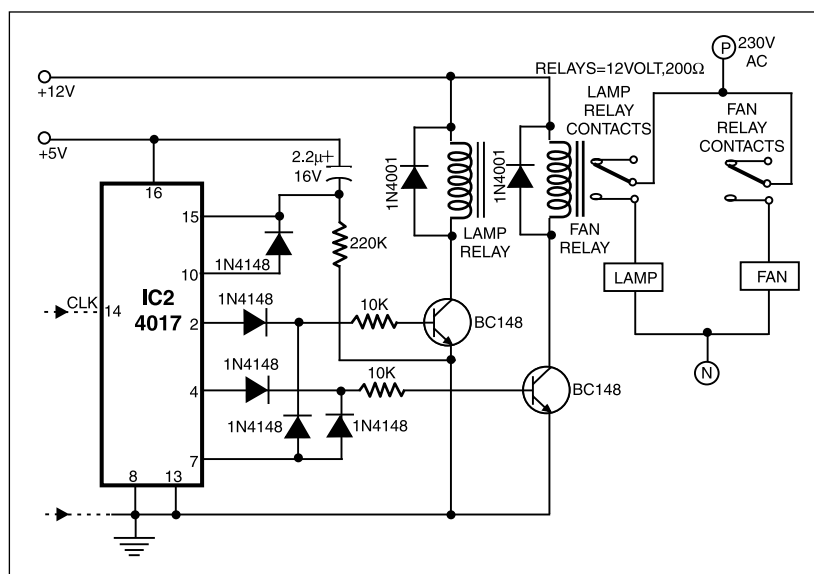 P
230V
AC
RELAYS=12VOLT,200Ω
+12V
LAMP
RELAY
CONTACTS
FAN
RELAY
CONTACTS
+5V
2.2µ+
16V
1N4001
1N4001
16
15
220K
LAMP
RELAY
FAN
RELAY
10
1N4148
LAMP
FAN
CLK
14
IC2
4017
1N4148
10K
2
BC148
1N4148
10K
N
4
BC148
1N4148
1N4148
7
8
13